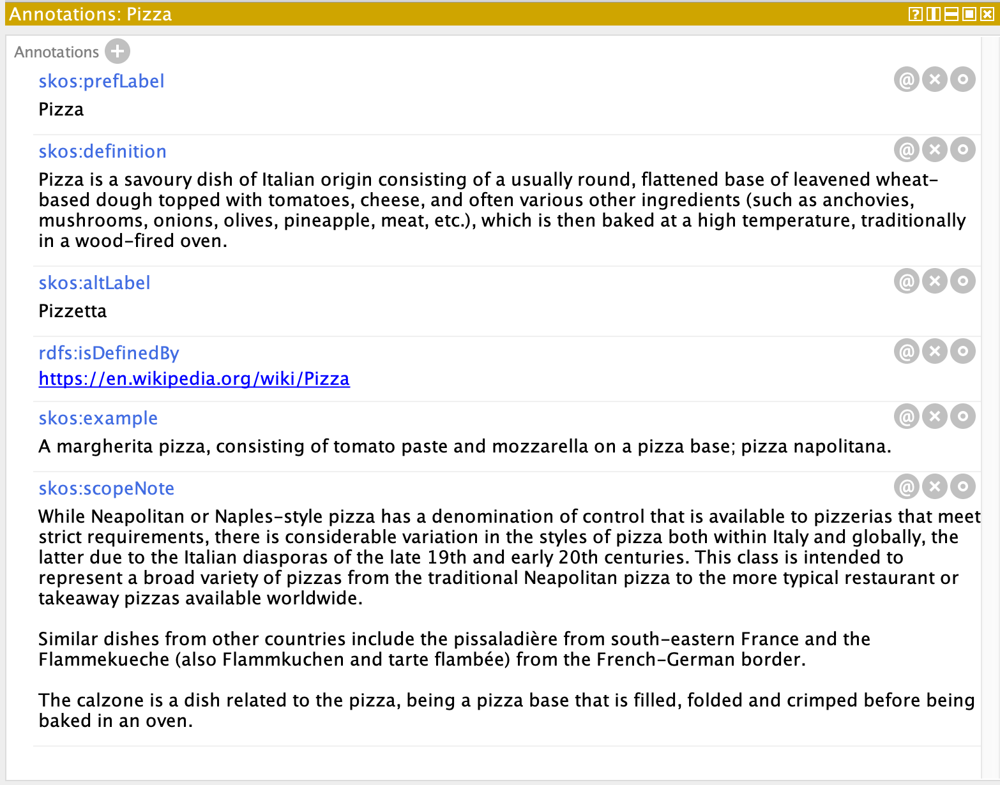 Annotations: Pizza
Annotations
skos:prefLabel
Pizza
skos:definition
Pizza is a savoury dish of Italian origin consisting of a usually round, flattened base of leavened wheat-
based dough topped with tomatoes, cheese, and often various other ingredients (such as anchovies,
mushrooms, onions, olives, pineapple, meat, etc.), which is then baked at a high temperature, traditionally
in a wood-fired oven.
skos:altLabel
Pizzetta
rdfs:isDefinedBy
https://en.wikipedia.org/wiki/Pizza
skos:example
A margherita pizza, consisting of tomato paste and mozzarella on a pizza base; pizza napolitana.
skos:scopeNote
While Neapolitan or Naples-style pizza has a denomination of control that is available to pizzerias that meet
strict requirements, there is considerable variation in the styles of pizza both within Italy and globally, the
latter due to the Italian diasporas of the late 19th and early 20th centuries. This class is intended to
represent a broad variety of pizzas from the traditional Neapolitan pizza to the more typical restaurant or
takeaway pizzas available worldwide.
Similar dishes from other countries include the pissaladière from south-eastern France and the
Flammekueche (also Flammkuchen and tarte flambée) from the French-German border.
The calzone is a dish related to the pizza, being a pizza base that is filled, folded and crimped before being
baked in an oven.